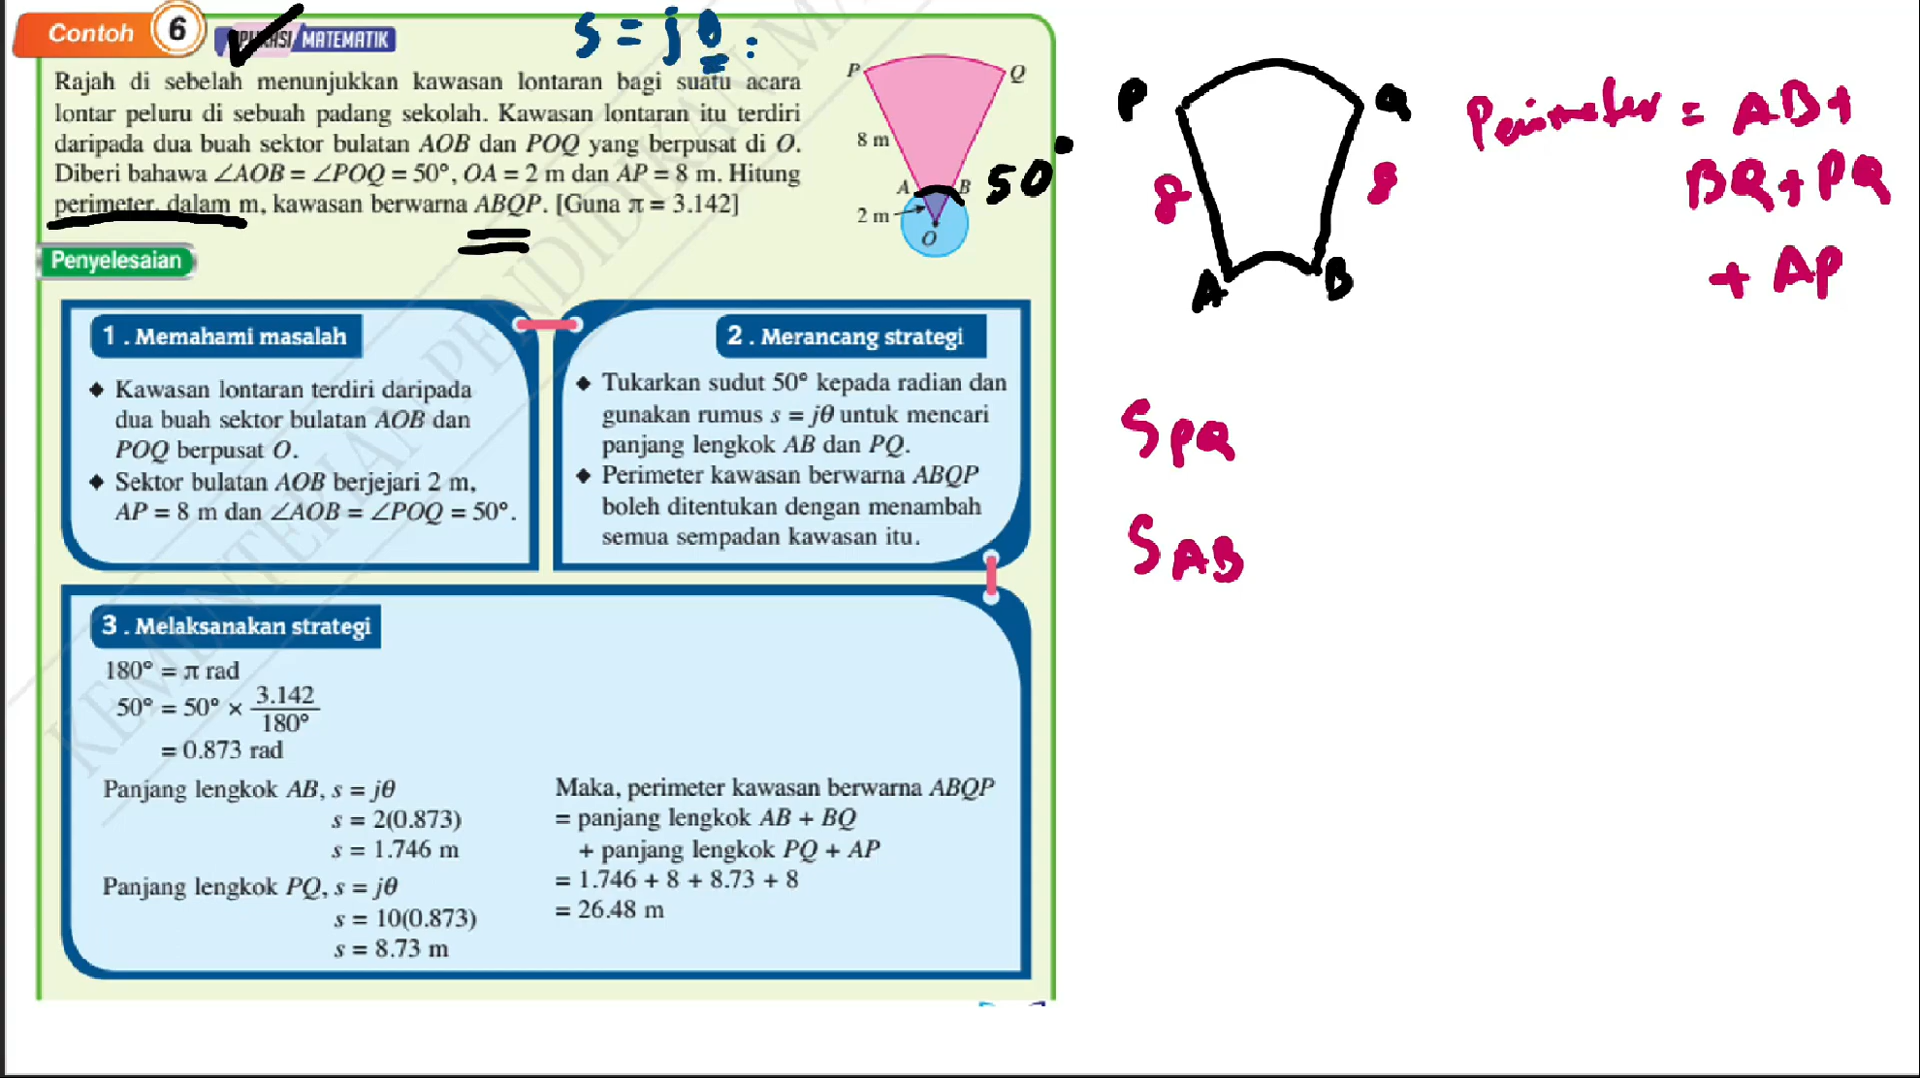 Contoh 6 APLIKASI MATEMATIK
s = jθ :
Rajah di sebelah menunjukkan kawasan lontaran bagi suatu acara
lontar peluru di sebuah padang sekolah. Kawasan lontaran itu terdiri
daripada dua buah sektor bulatan AOB dan POQ yang berpusat di O.
Diberi bahawa ∠AOB = ∠POQ = 50°, OA = 2 m dan AP = 8 m. Hitung
perimeter, dalam m, kawasan berwarna ABQP. [Guna π = 3.142]
P Q
8 m
A B
2 m
O
50°
P Q
8 8
A B
Perimeter = AB +
BQ + PQ
+ AP
S PQ
S AB
Penyelesaian
1 . Memahami masalah
◆ Kawasan lontaran terdiri daripada
dua buah sektor bulatan AOB dan
POQ berpusat O.
◆ Sektor bulatan AOB berjejari 2 m,
AP = 8 m dan ∠AOB = ∠POQ = 50°.
2 . Merancang strategi
◆ Tukarkan sudut 50° kepada radian dan
gunakan rumus s = jθ untuk mencari
panjang lengkok AB dan PQ.
◆ Perimeter kawasan berwarna ABQP
boleh ditentukan dengan menambah
semua sempadan kawasan itu.
3 . Melaksanakan strategi
180° = π rad
50° = 50° × 3.142/180°
= 0.873 rad
Panjang lengkok AB, s = jθ
s = 2(0.873)
s = 1.746 m
Panjang lengkok PQ, s = jθ
s = 10(0.873)
s = 8.73 m
Maka, perimeter kawasan berwarna ABQP
= panjang lengkok AB + BQ
+ panjang lengkok PQ + AP
= 1.746 + 8 + 8.73 + 8
= 26.48 m
KEMENTERIAN PENDIDIKAN MA